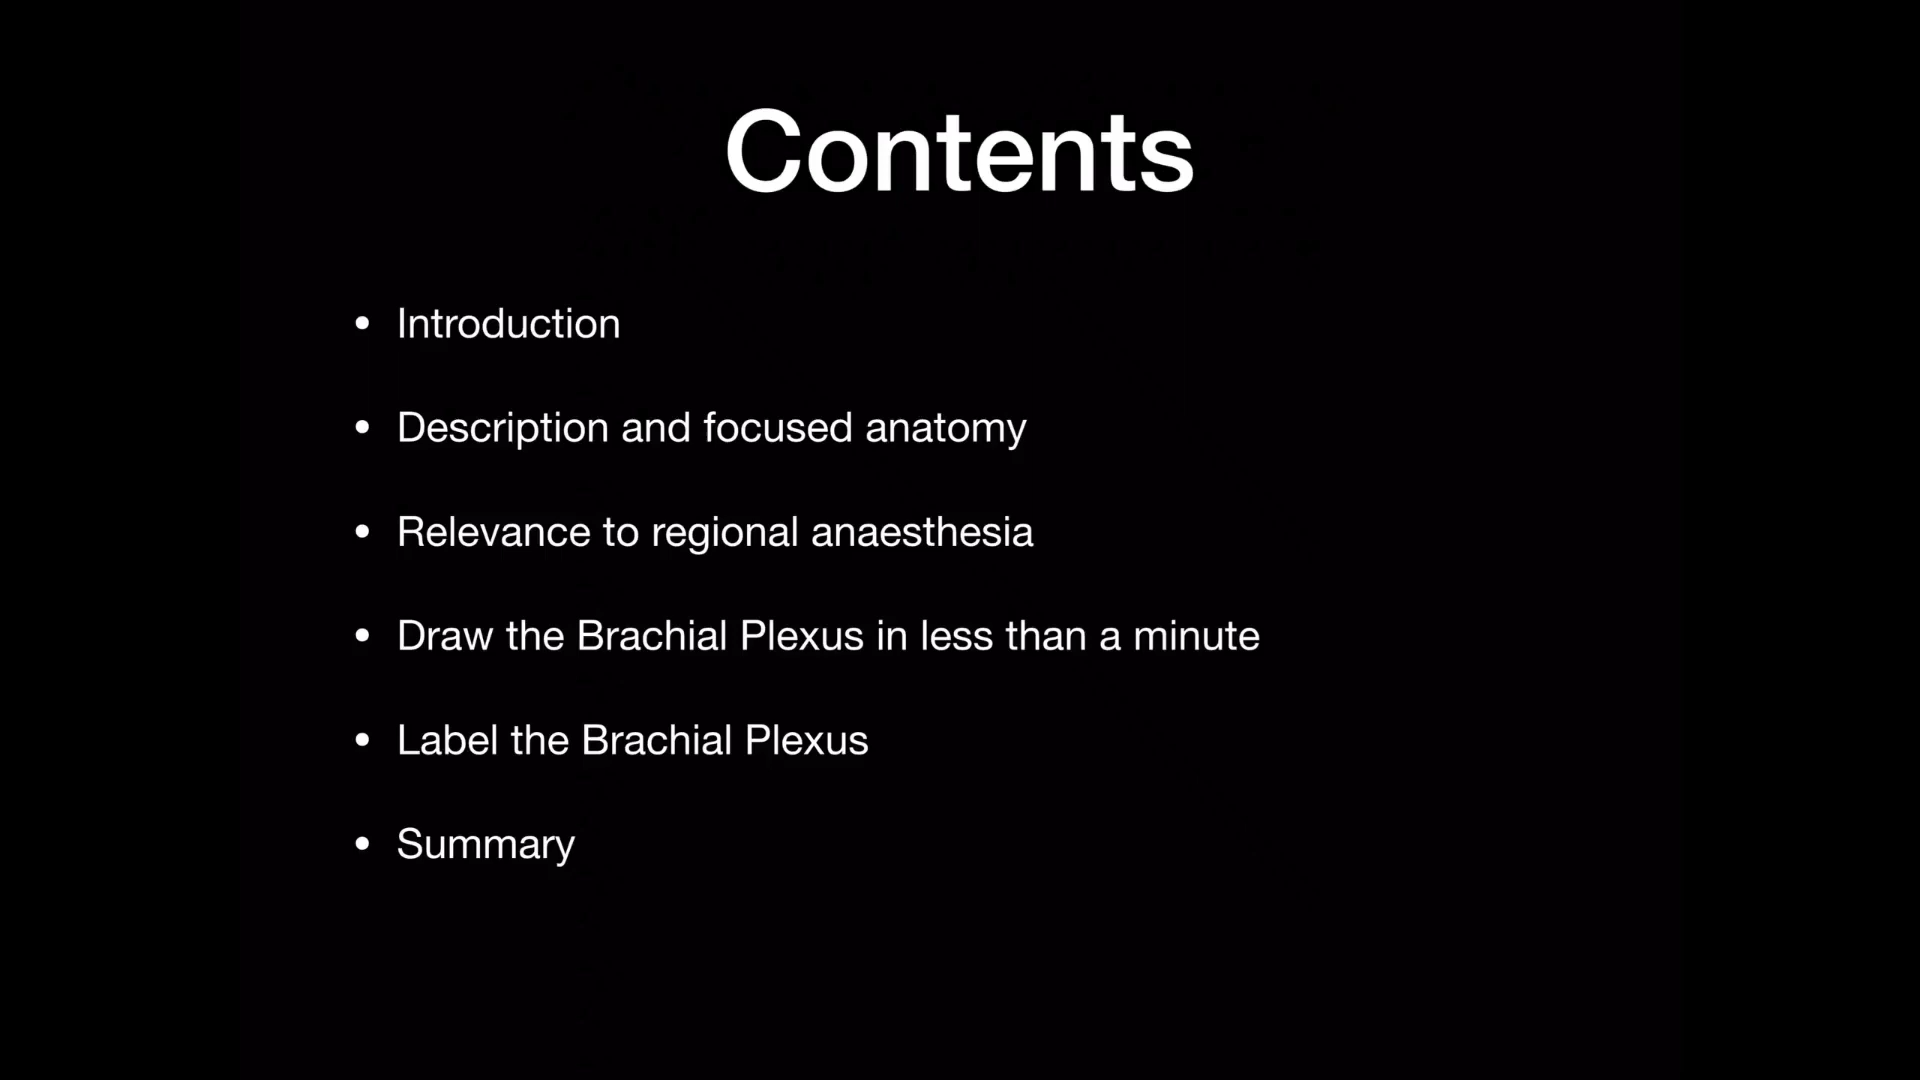 Contents
• Introduction
• Description and focused anatomy
• Relevance to regional anaesthesia
• Draw the Brachial Plexus in less than a minute
• Label the Brachial Plexus
• Summary